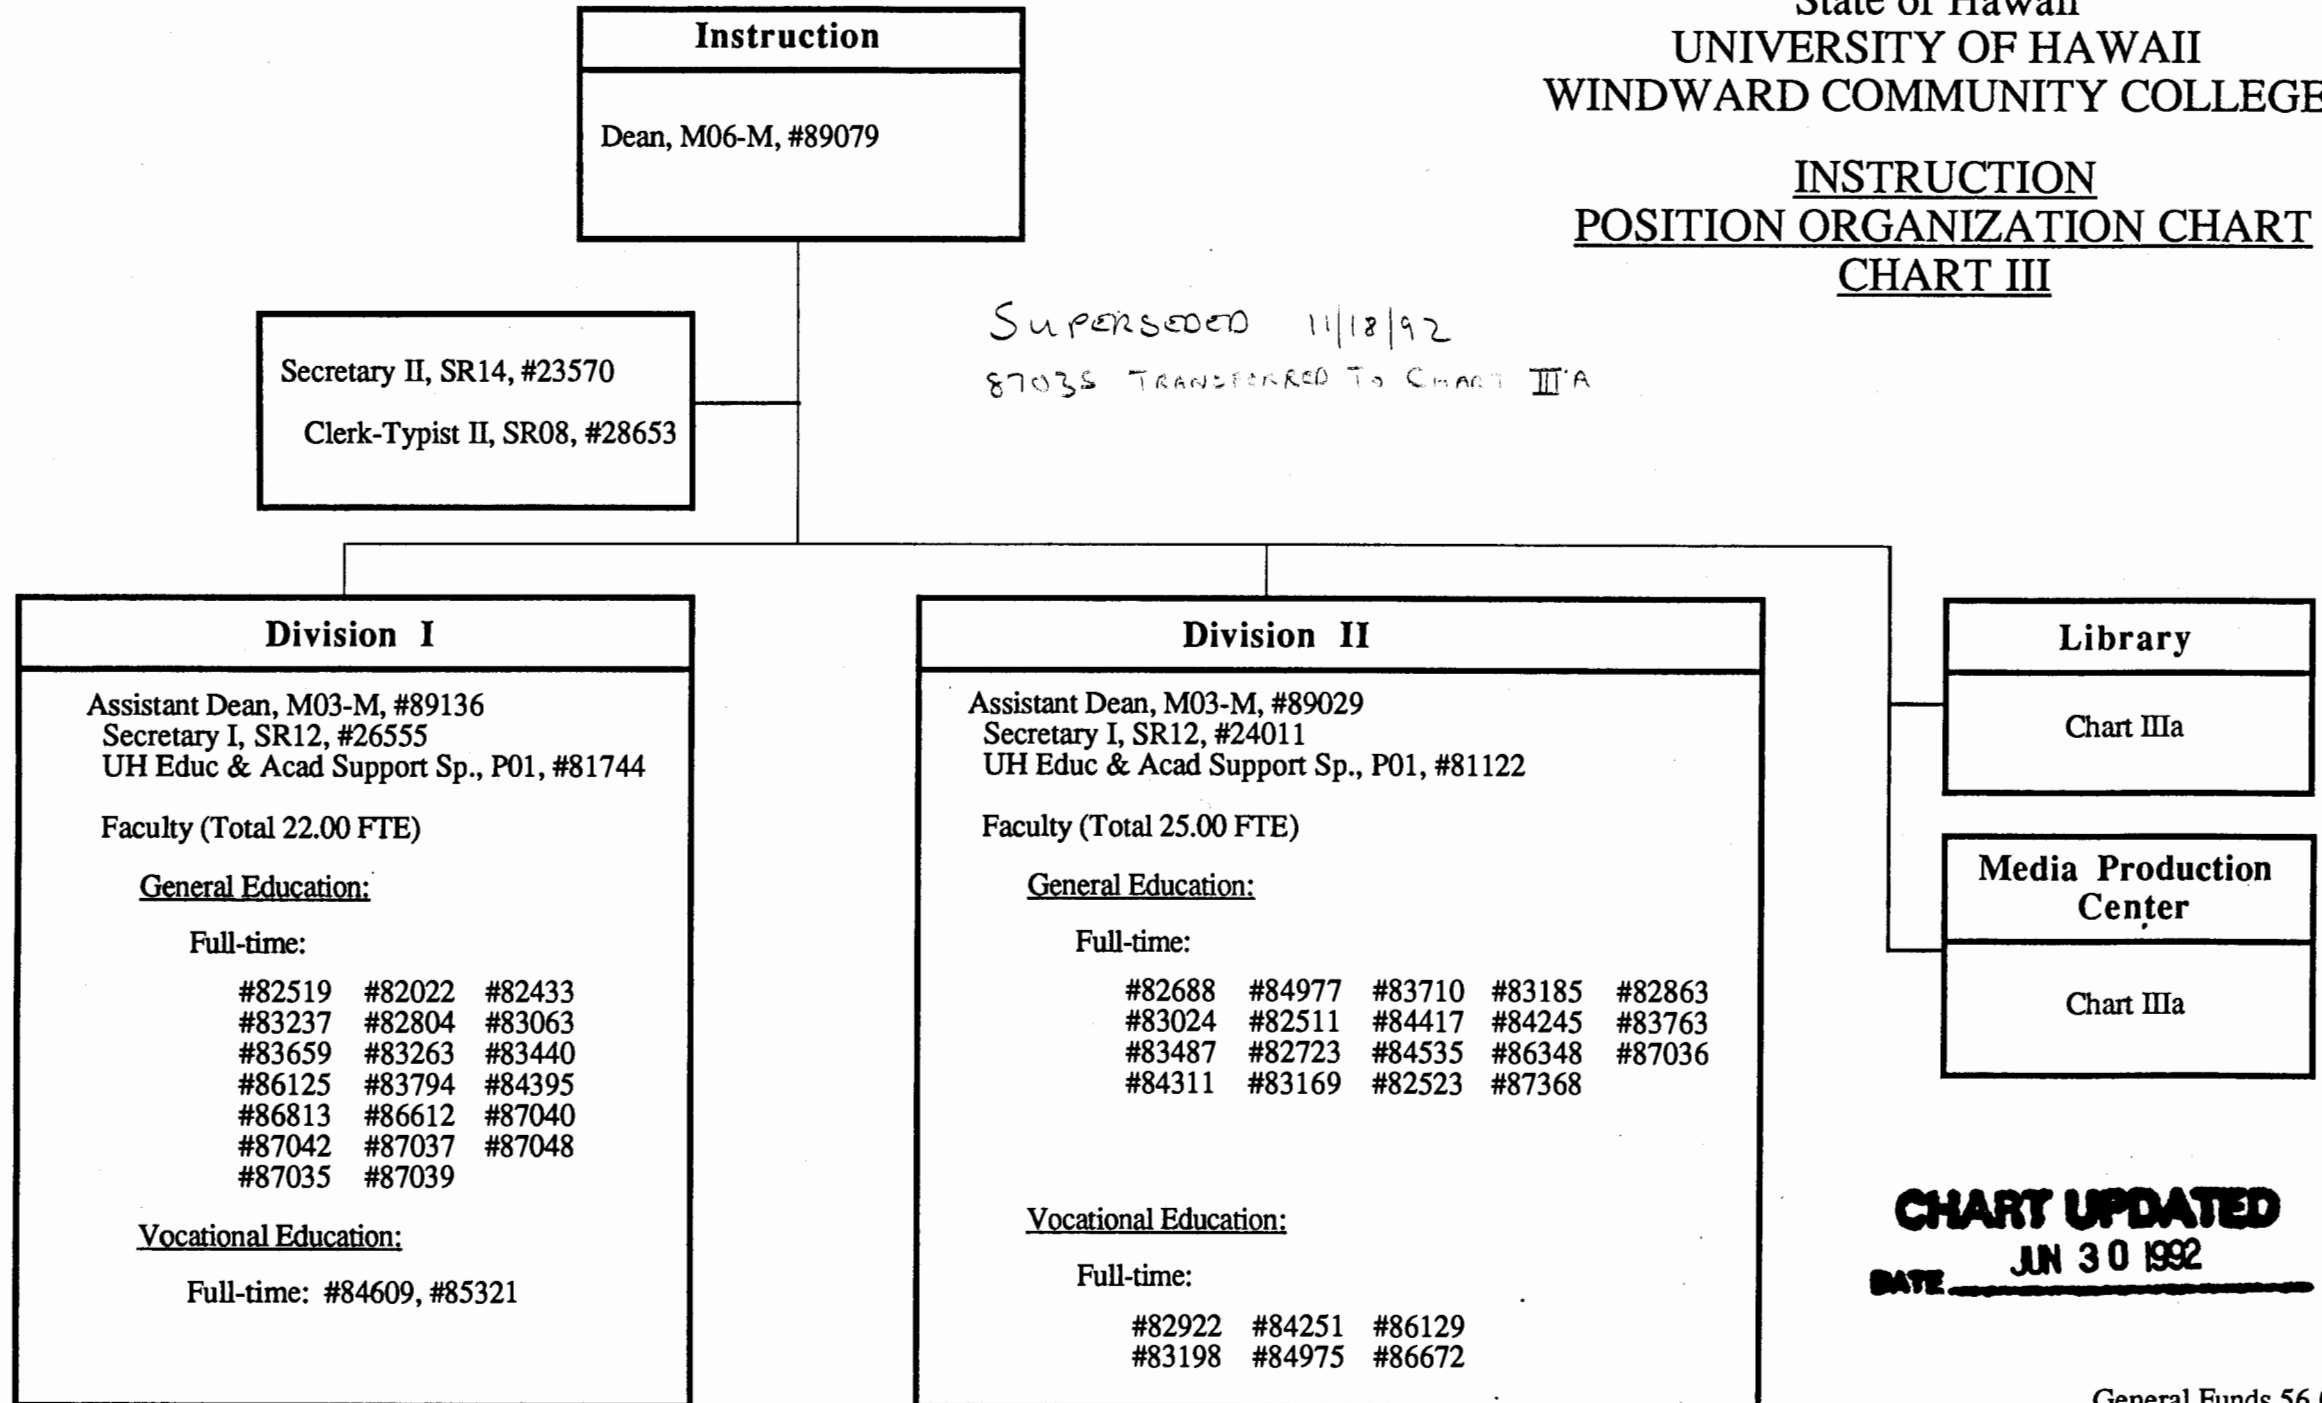 State of Hawaii
UNIVERSITY OF HAWAII
WINDWARD COMMUNITY COLLEGE
INSTRUCTION
POSITION ORGANIZATION CHART
CHART III
Instruction
Dean, M06-M, #89079
SUPERSEDED 11/18/92
87035 TRANSFERRED TO CHART III A
Secretary II, SR14, #23570
Clerk-Typist II, SR08, #28653
Division I
Assistant Dean, M03-M, #89136
Secretary I, SR12, #26555
UH Educ & Acad Support Sp., P01, #81744
Faculty (Total 22.00 FTE)
General Education:
Full-time:
#82519 #82022 #82433
#83237 #82804 #83063
#83659 #83263 #83440
#86125 #83794 #84395
#86813 #86612 #87040
#87042 #87037 #87048
#87035 #87039
Vocational Education:
Full-time: #84609, #85321
Division II
Assistant Dean, M03-M, #89029
Secretary I, SR12, #24011
UH Educ & Acad Support Sp., P01, #81122
Faculty (Total 25.00 FTE)
General Education:
Full-time:
#82688 #84977 #83710 #83185 #82863
#83024 #82511 #84417 #84245 #83763
#83487 #82723 #84535 #86348 #87036
#84311 #83169 #82523 #87368
Vocational Education:
Full-time:
#82922 #84251 #86129
#83198 #84975 #86672
Library
Chart IIIa
Media Production
Center
Chart IIIa
CHART UPDATED
DATE JUN 30 1992
General Funds 56.